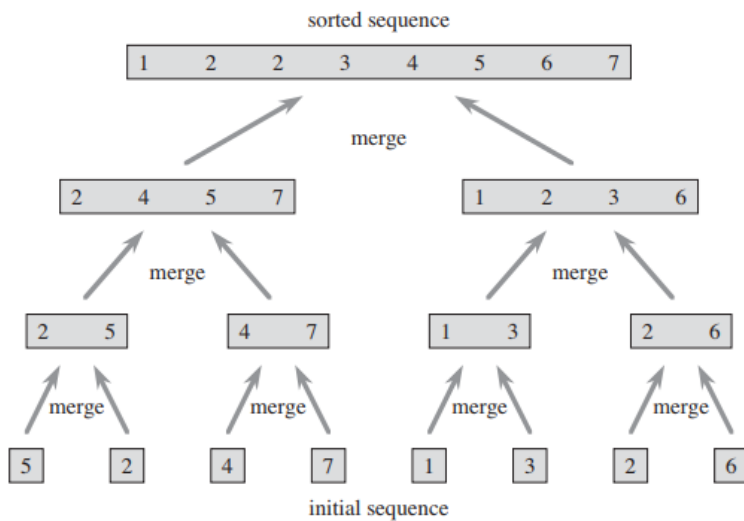 sorted sequence
1 2 2 3 4 5 6 7
merge
2 4 5 7 1 2 3 6
merge merge
2 5 4 7 1 3 2 6
merge merge merge merge
5 2 4 7 1 3 2 6
initial sequence